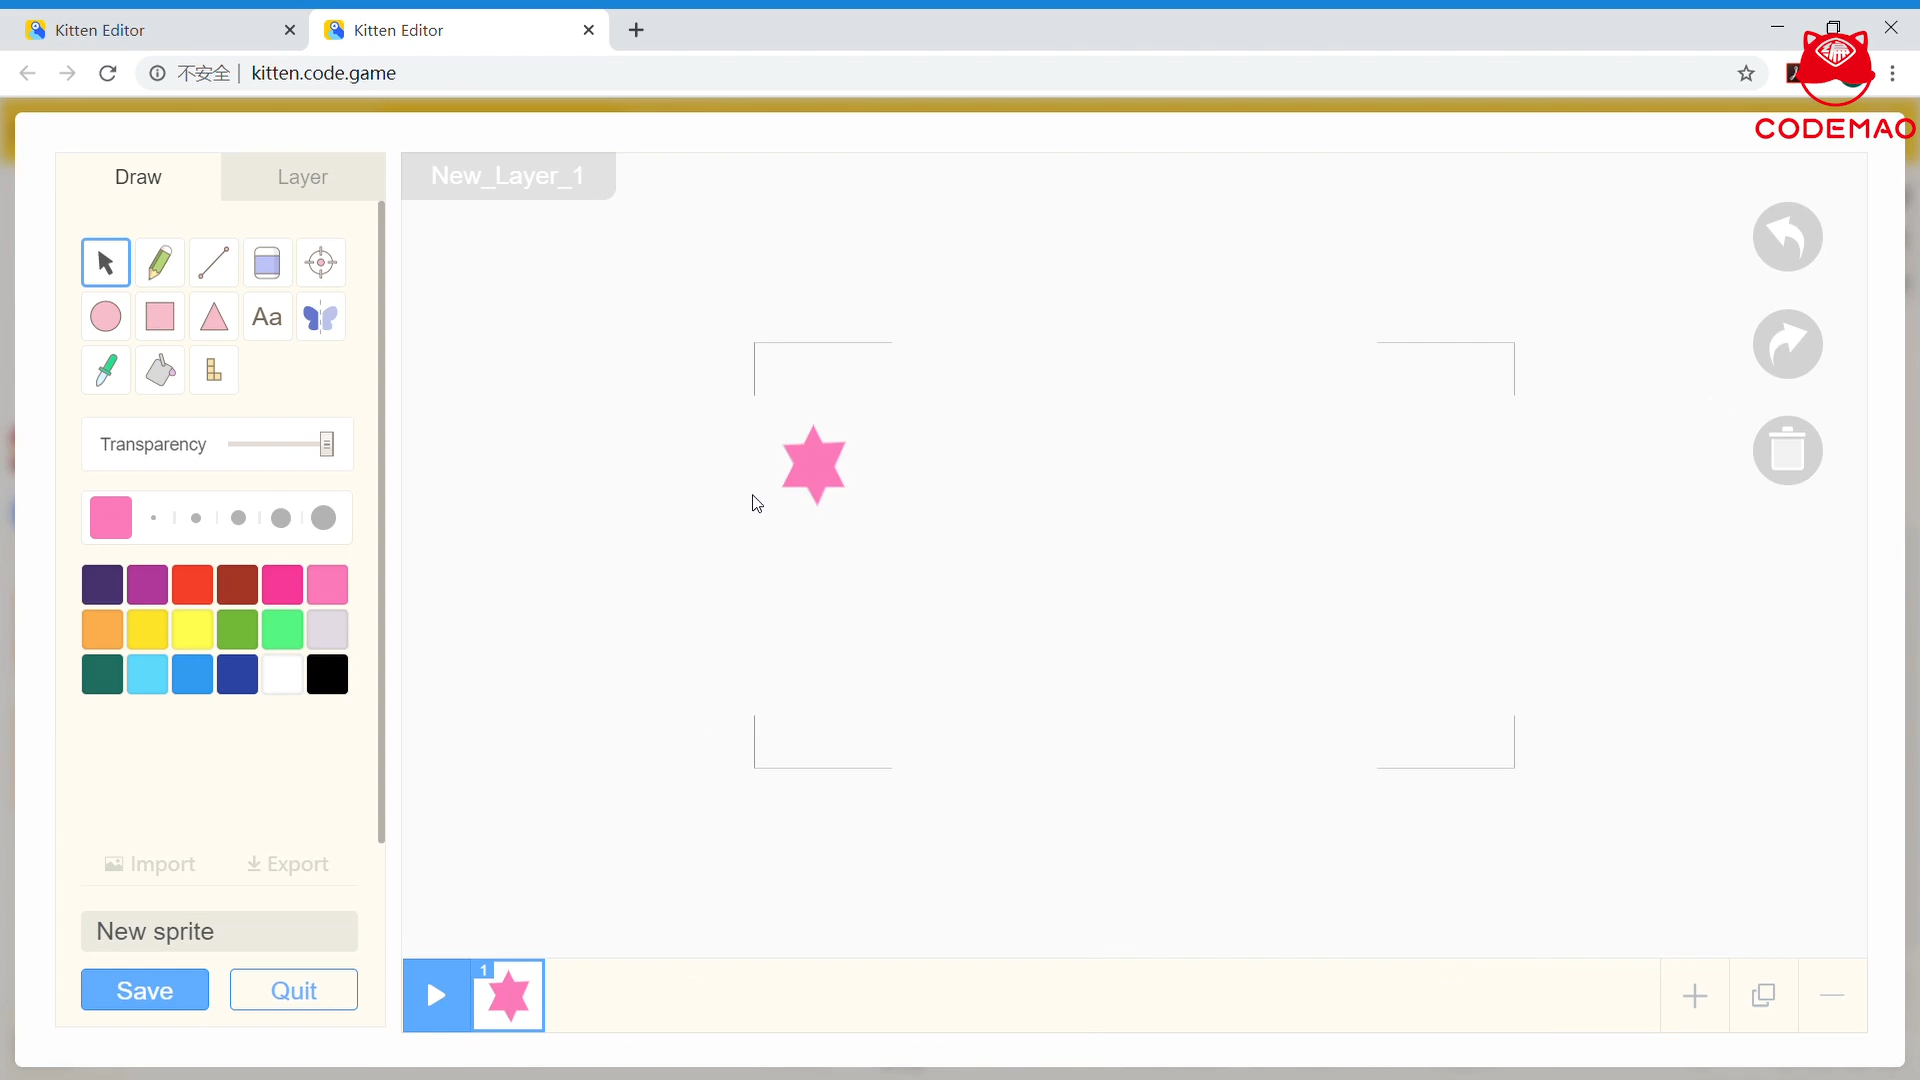 Kitten Editor
Kitten Editor
不安全 | kitten.code.game
CODEMAO
Draw
Layer
New_Layer_1
Aa
Transparency
Import
Export
New sprite
Save
Quit
1